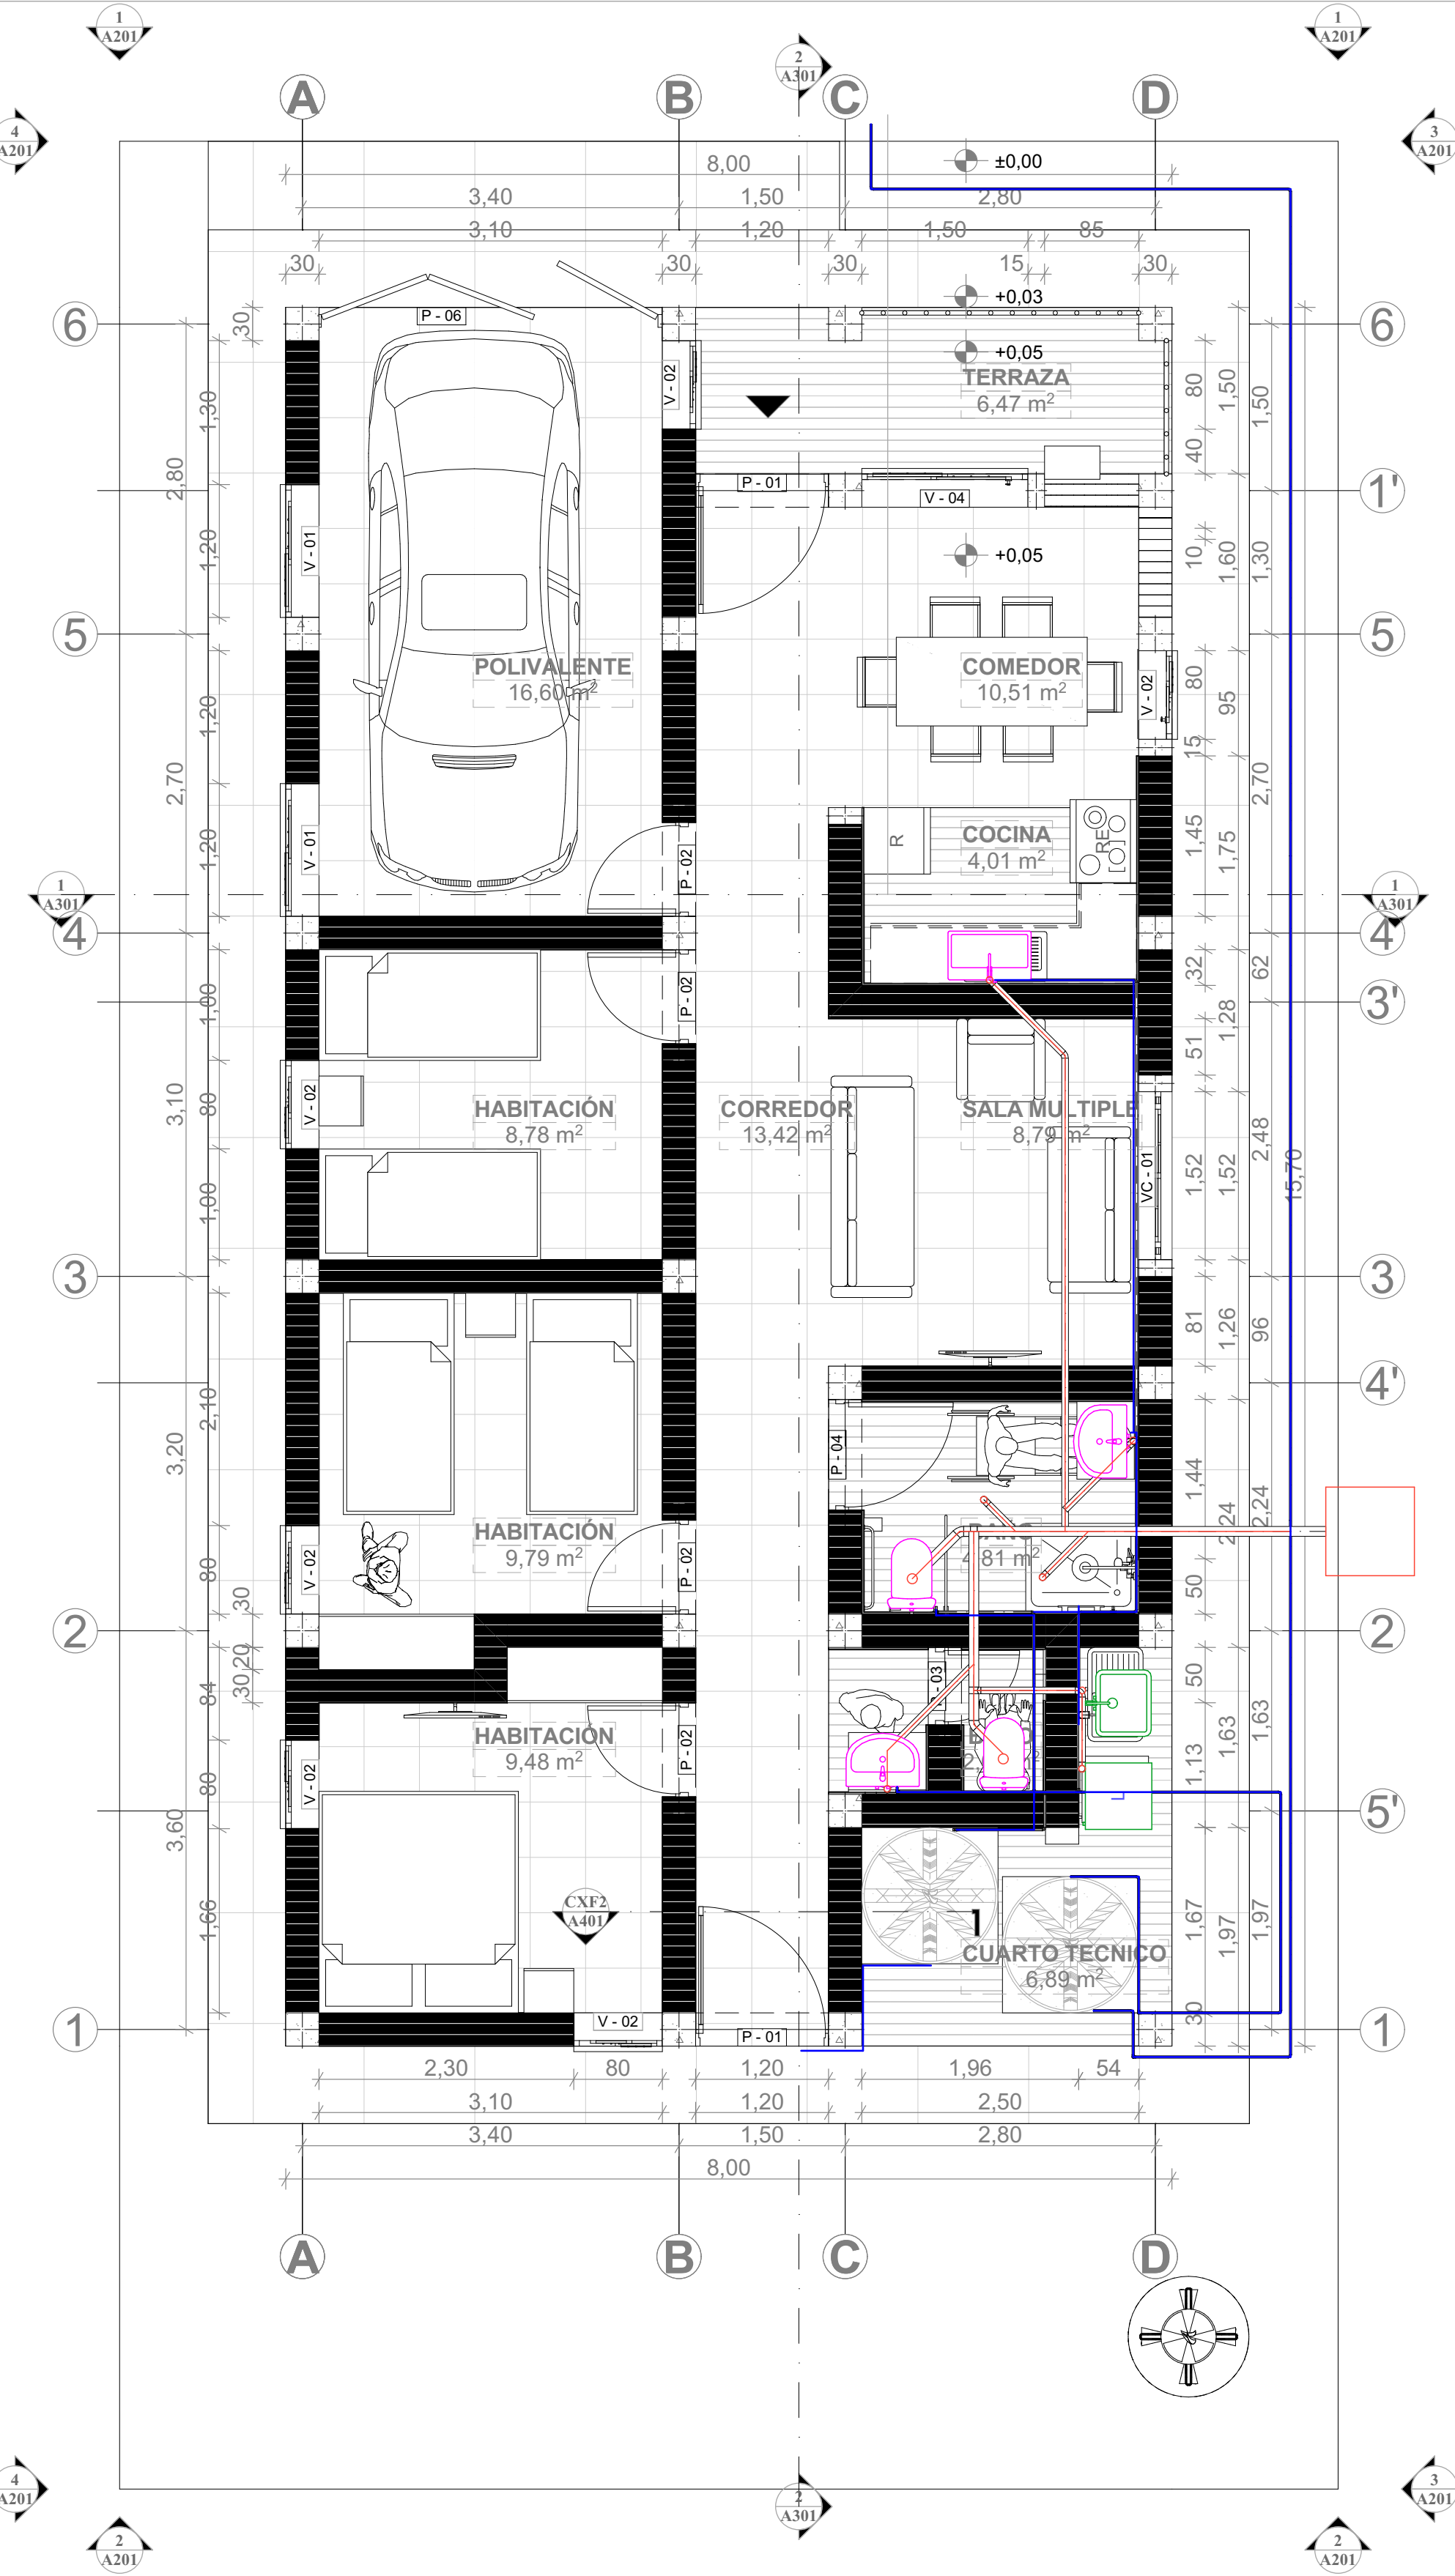 1
A201
1
A201
2
A301
A
B
C
D
4
A201
3
A201
±0,00
8,00
3,40
1,50
2,80
3,10
1,20
1,50
85
30
30
30
15
30
+0,03
6
P - 06
30
6
V - 02
+0,05
TERRAZA
6,47 m²
80
1,50
1,50
1,30
40
2,80
P - 01
V - 04
1'
V - 01
1,20
+0,05
10
1,60
1,30
5
5
POLIVALENTE
16,60 m²
COMEDOR
10,51 m²
V - 02
80
95
1,20
15
2,70
2,70
V - 01
1,20
P - 02
R
COCINA
4,01 m²
RE
1,45
1,75
1
A301
1
A301
4
4
32
62
1,00
P - 02
3'
1,28
51
V - 02
80
3,10
HABITACIÓN
8,78 m²
CORREDOR
13,42 m²
SALA MULTIPLE
8,79 m²
VC - 01
1,52
1,52
2,48
15,70
1,00
3
3
81
1,26
96
4'
2,10
3,20
P - 04
1,44
2,24
2,24
HABITACIÓN
9,79 m²
V - 02
80
P - 02
BAÑO
4,81 m²
50
30
2
2
20
84
30
50
HABITACIÓN
9,48 m²
V - 02
80
P - 02
1,13
1,63
1,63
L
3,60
5'
1,66
CXF2
A401
1
CUARTO TECNICO
6,89 m²
1,67
1,97
1,97
30
1
V - 02
P - 01
1
2,30
80
1,20
1,96
54
3,10
1,20
2,50
3,40
1,50
2,80
8,00
A
B
C
D
4
A201
2
A301
3
A201
2
A201
2
A201